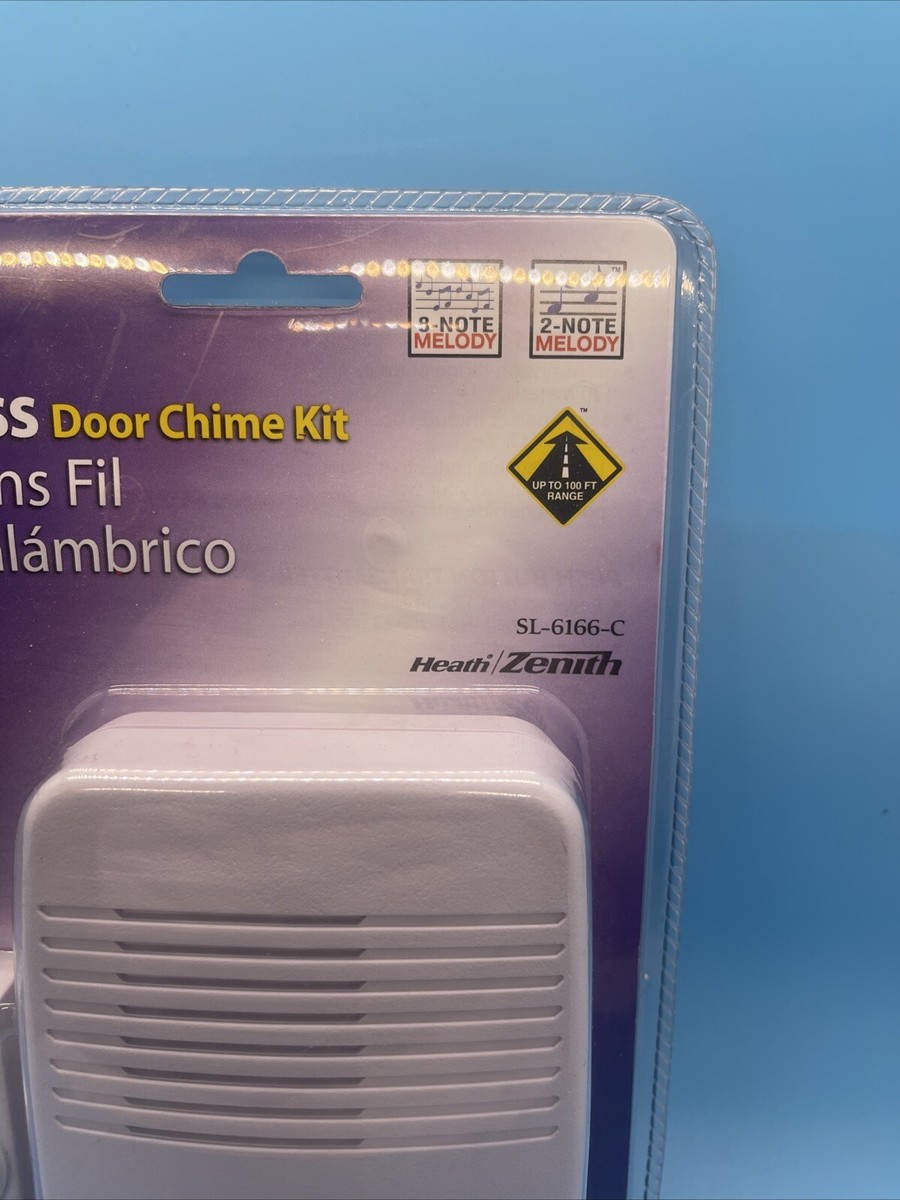 8-NOTE
MELODY
2-NOTE
MELODY
™
ss Door Chime Kit
ns Fil
alámbrico
™
UP TO 100 FT
RANGE
SL-6166-C
Heath/Zenith